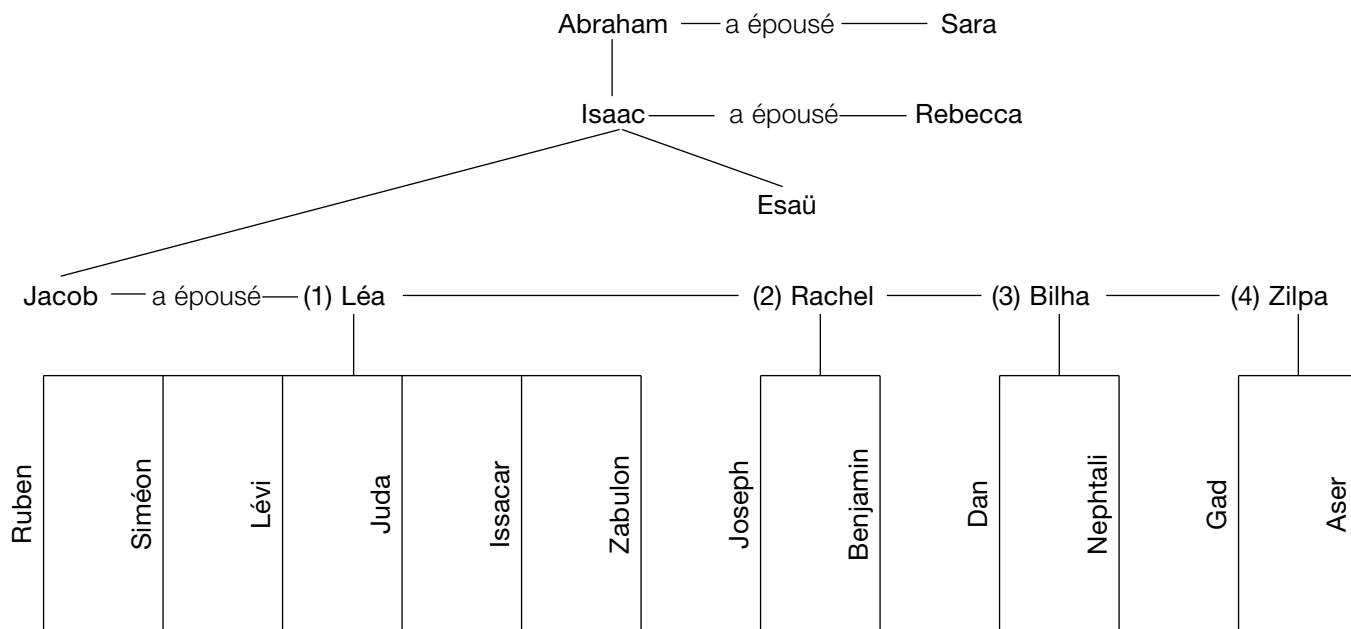 Abraham a épousé Sara
Isaac a épousé Rebecca
Esaü
Jacob a épousé (1) Léa (2) Rachel (3) Bilha (4) Zilpa
Ruben
Siméon
Lévi
Juda
Issacar
Zabulon
Joseph
Benjamin
Dan
Nephtali
Gad
Aser